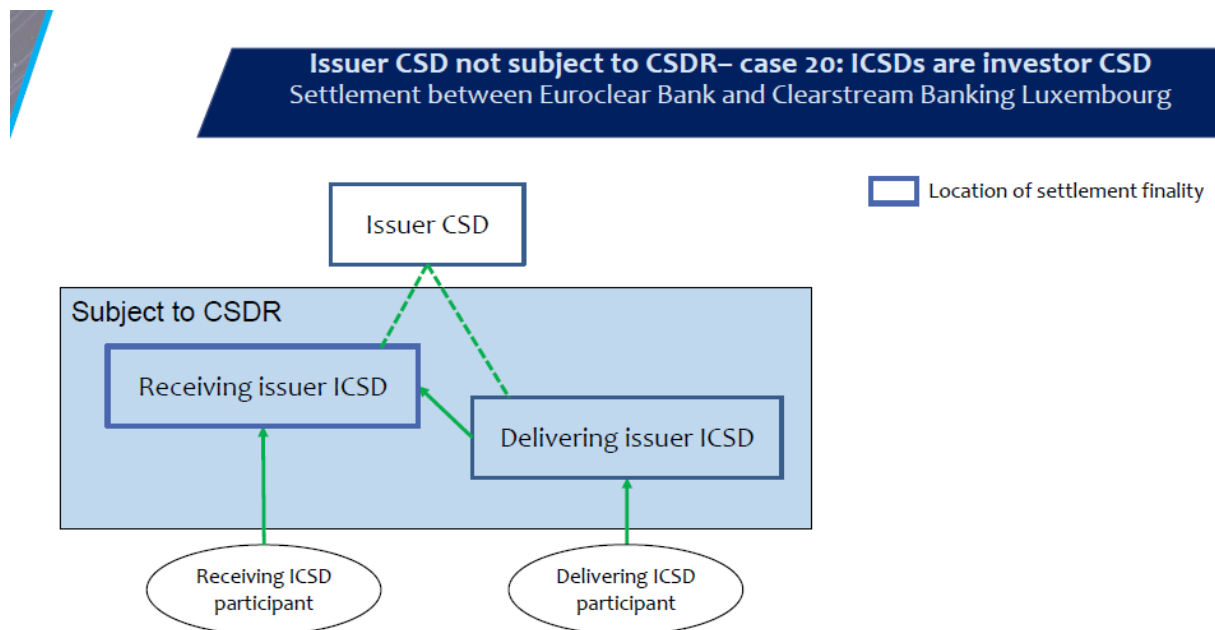 Issuer CSD not subject to CSDR– case 20: ICSDs are investor CSD
Settlement between Euroclear Bank and Clearstream Banking Luxembourg
Location of settlement finality
Issuer CSD
Subject to CSDR
Receiving issuer ICSD
Delivering issuer ICSD
Receiving ICSD
participant
Delivering ICSD
participant